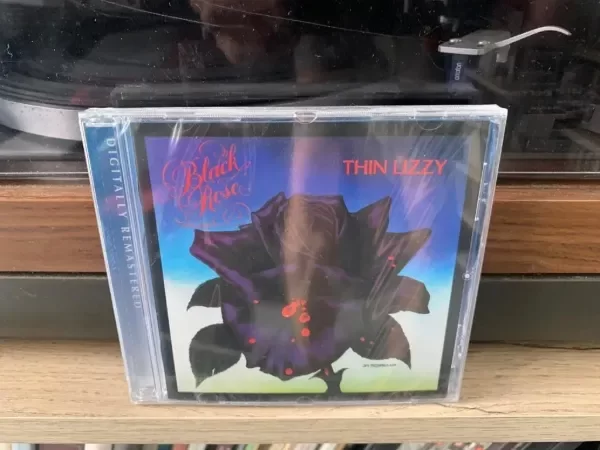 Black
Rose
THIN LIZZY
DIGITALLY REMASTERED